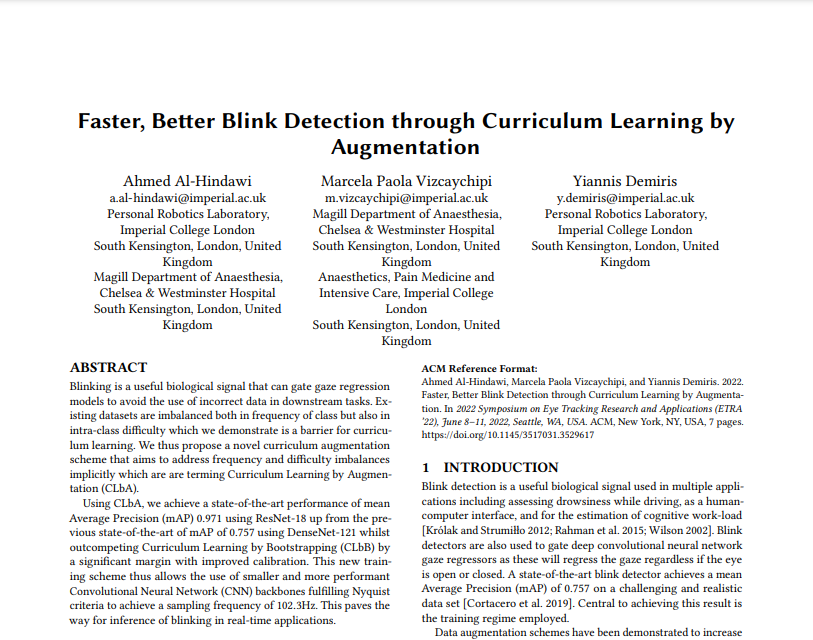 Faster, Better Blink Detection through Curriculum Learning by
Augmentation
Ahmed Al-Hindawi
a.al-hindawi@imperial.ac.uk
Personal Robotics Laboratory,
Imperial College London
South Kensington, London, United
Kingdom
Magill Department of Anaesthesia,
Chelsea & Westminster Hospital
South Kensington, London, United
Kingdom
Marcela Paola Vizcaychipi
m.vizcaychipi@imperial.ac.uk
Magill Department of Anaesthesia,
Chelsea & Westminster Hospital
South Kensington, London, United
Kingdom
Anaesthetics, Pain Medicine and
Intensive Care, Imperial College
London
South Kensington, London, United
Kingdom
Yiannis Demiris
y.demiris@imperial.ac.uk
Personal Robotics Laboratory,
Imperial College London
South Kensington, London, United
Kingdom
ABSTRACT
Blinking is a useful biological signal that can gate gaze regression
models to avoid the use of incorrect data in downstream tasks. Ex-
isting datasets are imbalanced both in frequency of class but also in
intra-class difficulty which we demonstrate is a barrier for curricu-
lum learning. We thus propose a novel curriculum augmentation
scheme that aims to address frequency and difficulty imbalances
implicitly which are are terming Curriculum Learning by Augmen-
tation (CLbA).
Using CLbA, we achieve a state-of-the-art performance of mean
Average Precision (mAP) 0.971 using ResNet-18 up from the pre-
vious state-of-the-art of mAP of 0.757 using DenseNet-121 whilst
outcompeting Curriculum Learning by Bootstrapping (CLbB) by
a significant margin with improved calibration. This new train-
ing scheme thus allows the use of smaller and more performant
Convolutional Neural Network (CNN) backbones fulfilling Nyquist
criteria to achieve a sampling frequency of 102.3Hz. This paves the
way for inference of blinking in real-time applications.
ACM Reference Format:
Ahmed Al-Hindawi, Marcela Paola Vizcaychipi, and Yiannis Demiris. 2022.
Faster, Better Blink Detection through Curriculum Learning by Augmenta-
tion. In 2022 Symposium on Eye Tracking Research and Applications (ETRA
'22), June 8–11, 2022, Seattle, WA, USA. ACM, New York, NY, USA, 7 pages.
https://doi.org/10.1145/3517031.3529617
1 INTRODUCTION
Blink detection is a useful biological signal used in multiple appli-
cations including assessing drowsiness while driving, as a human-
computer interface, and for the estimation of cognitive work-load
[Królak and Strumiłło 2012; Rahman et al. 2015; Wilson 2002]. Blink
detectors are also used to gate deep convolutional neural network
gaze regressors as these will regress the gaze regardless if the eye
is open or closed. A state-of-the-art blink detector achieves a mean
Average Precision (mAP) of 0.757 on a challenging and realistic
data set [Cortacero et al. 2019]. Central to achieving this result is
the training regime employed.
Data augmentation schemes have been demonstrated to increase